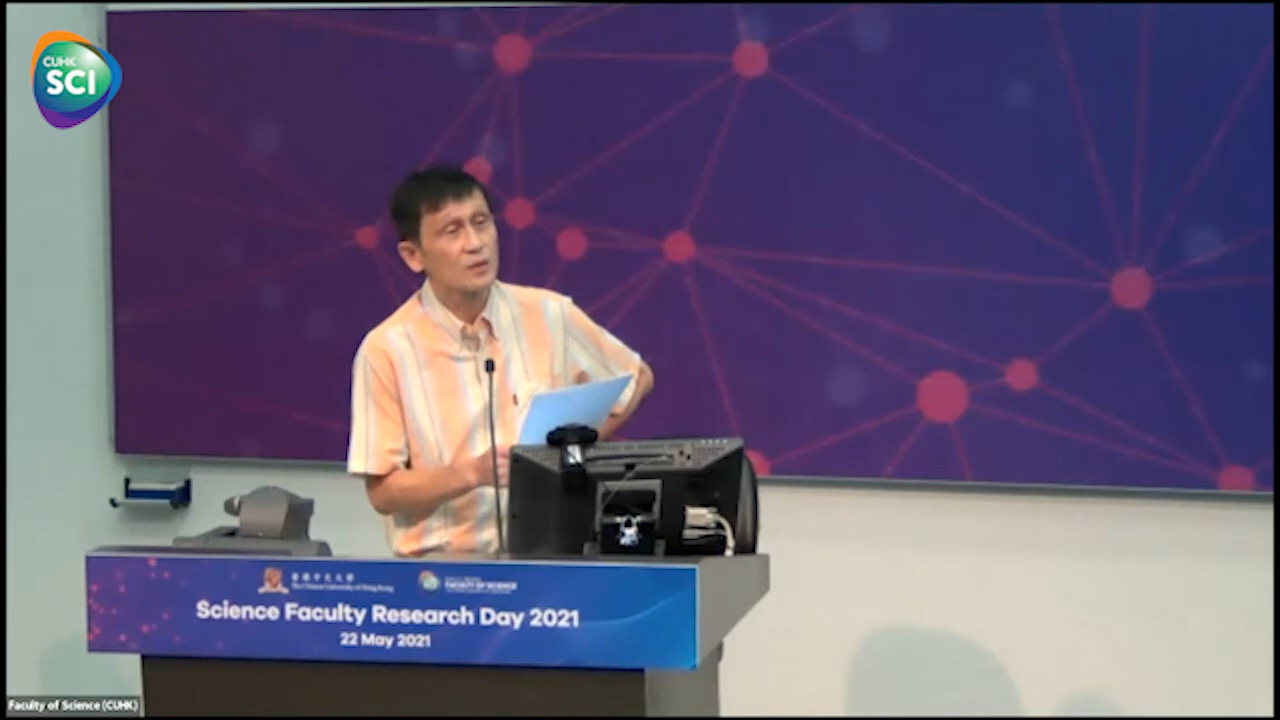 CUHK
SCI
香港中文大學
The Chinese University of Hong Kong
FACULTY OF SCIENCE
Science Faculty Research Day 2021
22 May 2021
Faculty of Science (CUHK)